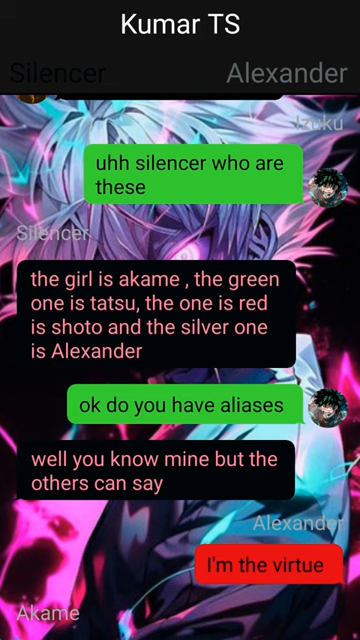 Kumar TS
Silencer
Alexander
Izuku
uhh silencer who are
these
Silencer
the girl is akame , the green
one is tatsu, the one is red
is shoto and the silver one
is Alexander
ok do you have aliases
well you know mine but the
others can say
Alexander
I'm the virtue
Akame